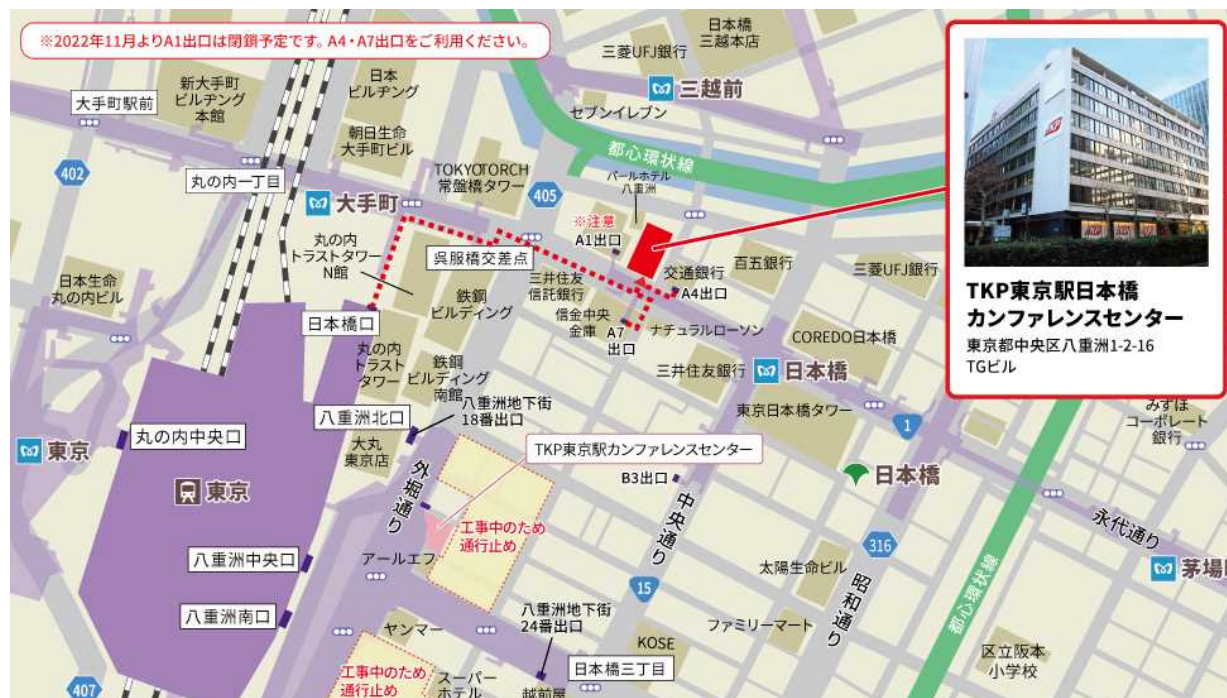 ※2022年11月よりA1出口は閉鎖予定です。A4・A7出口をご利用ください。
日本橋
三越本店
三菱UFJ銀行
三越前
セブンイレブン
新大手町
ビルヂング
本館
日本
ビルヂング
大手町駅前
朝日生命
大手町ビル
402
丸の内一丁目
TOKYOTORCH
常盤橋タワー
都心環状線
パールホテル
八重洲
405
大手町
※注意
A1出口
丸の内
トラストタワー
N館
呉服橋交差点
三井住友
信託銀行
交通銀行
A4出口
百五銀行
三菱UFJ銀行
日本生命
丸の内ビル
鉄鋼
ビルディング
信金中央
金庫
A7
出口
ナチュラルローソン
COREDO日本橋
日本橋口
丸の内
トラスト
タワー
鉄鋼
ビルディング
南館
三井住友銀行
日本橋
TKP
TKP東京駅日本橋
カンファレンスセンター
東京都中央区八重洲1-2-16
TGビル
八重洲北口
八重洲地下街
18番出口
東京日本橋タワー
1
みずほ
コーポレート
銀行
東京
丸の内中央口
大丸
東京店
TKP東京駅カンファレンスセンター
東京
外堀通り
B3出口
中央通り
日本橋
工事中のため
通行止め
永代通り
八重洲中央口
アールエフ
316
太陽生命ビル
昭和通り
都心環状線
茅場
15
八重洲南口
ヤンマー
八重洲地下街
24番出口
ファミリーマート
KOSE
区立阪本
小学校
工事中のため
通行止め
スーパー
ホテル
越前屋
日本橋三丁目
407